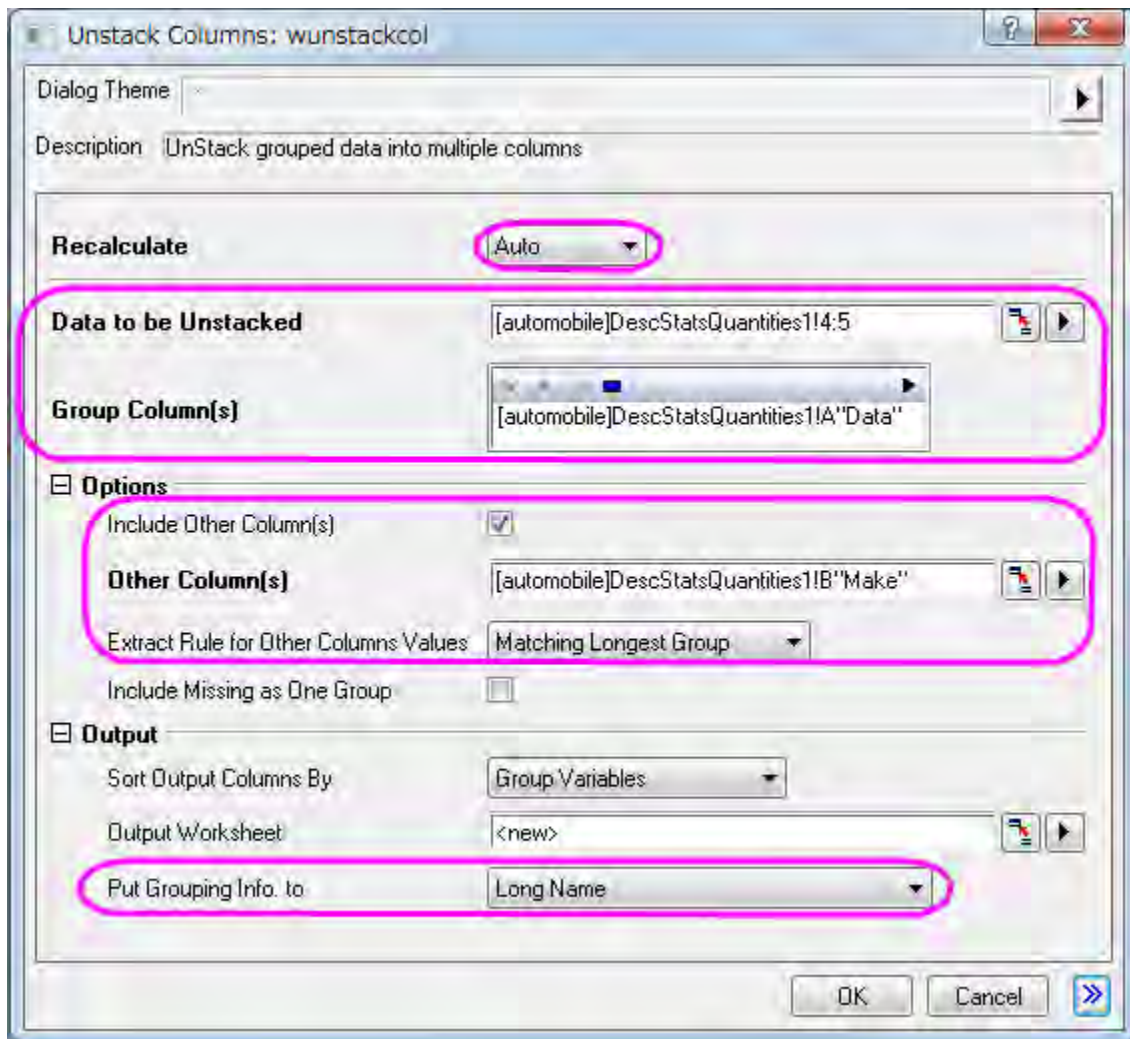 Unstack Columns: wunstackcol
Dialog Theme
Description UnStack grouped data into multiple columns
Recalculate Auto
Data to be Unstacked [automobile]DescStatsQuantities1!4:5
Group Column(s) [automobile]DescStatsQuantities1!A"Data"
Options
Include Other Column(s)
Other Column(s) [automobile]DescStatsQuantities1!B"Make"
Extract Rule for Other Columns Values Matching Longest Group
Include Missing as One Group
Output
Sort Output Columns By Group Variables
Output Worksheet <new>
Put Grouping Info. to Long Name
OK Cancel